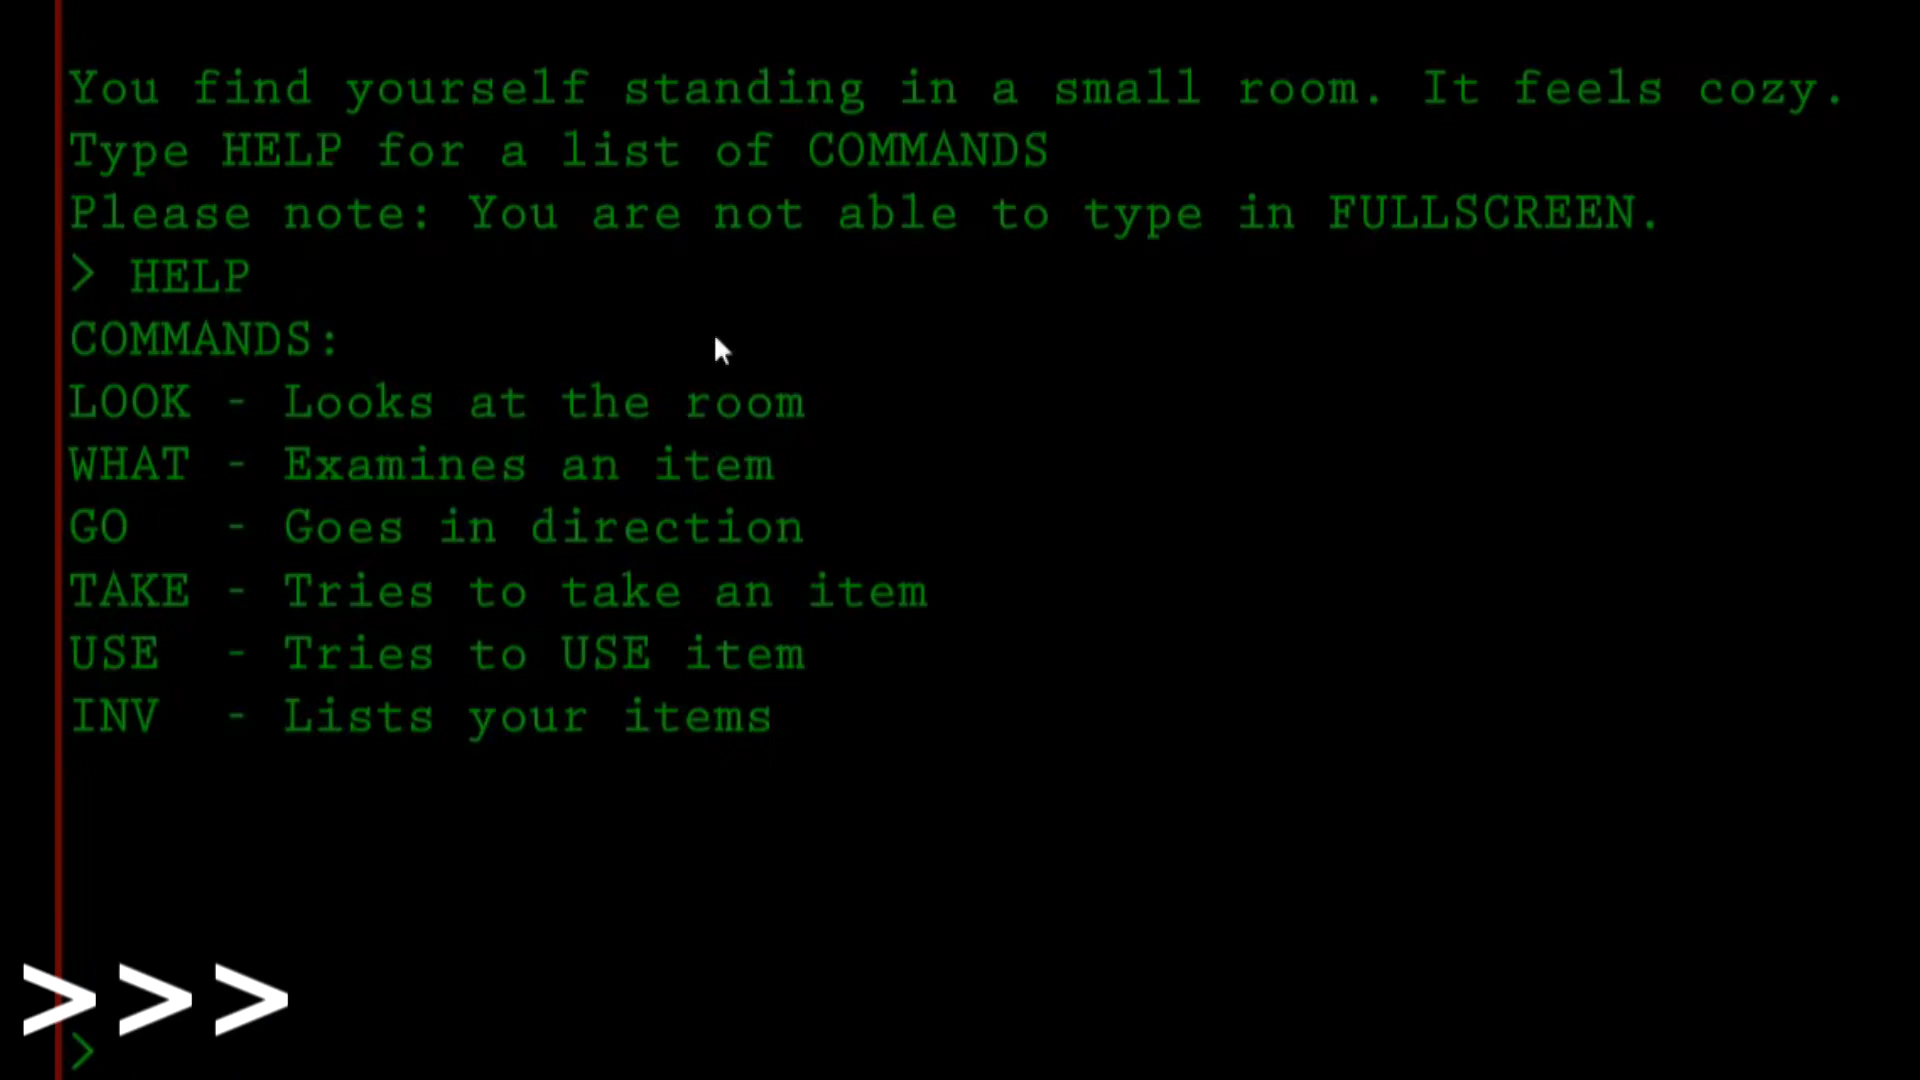 You find yourself standing in a small room. It feels cozy.
Type HELP for a list of COMMANDS
Please note: You are not able to type in FULLSCREEN.
> HELP
COMMANDS:
LOOK - Looks at the room
WHAT - Examines an item
GO   - Goes in direction
TAKE - Tries to take an item
USE  - Tries to USE item
INV  - Lists your items
>>>
>